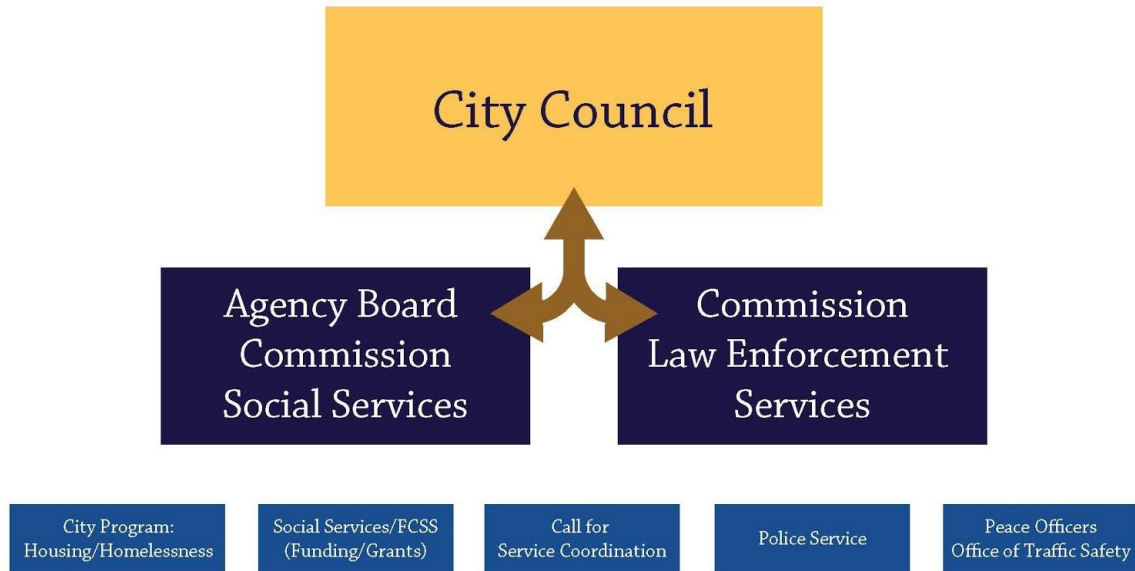 City Council
Agency Board
Commission
Social Services
Commission
Law Enforcement
Services
City Program:
Housing/Homelessness
Social Services/FCSS
(Funding/Grants)
Call for
Service Coordination
Police Service
Peace Officers
Office of Traffic Safety